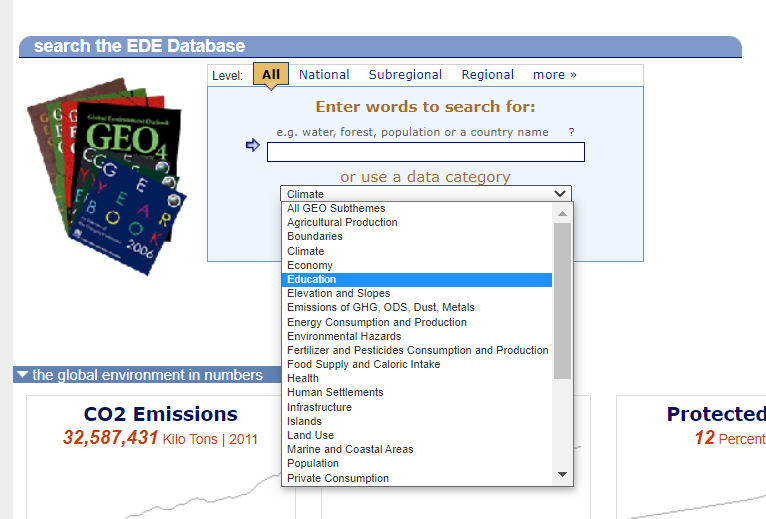 search the EDE Database
Level: All National Subregional Regional more »
Enter words to search for:
e.g. water, forest, population or a country name ?
or use a data category
Climate
All GEO Subthemes
Agricultural Production
Boundaries
Climate
Economy
Education
Elevation and Slopes
Emissions of GHG, ODS, Dust, Metals
Energy Consumption and Production
Environmental Hazards
Fertilizer and Pesticides Consumption and Production
Food Supply and Caloric Intake
Health
Human Settlements
Infrastructure
Islands
Land Use
Marine and Coastal Areas
Population
Private Consumption
Global Environment Outlook
GEO4
GEO
YEAR
BOOK
2006
the global environment in numbers
CO2 Emissions
32,587,431 Kilo Tons | 2011
Protected
12 Percent